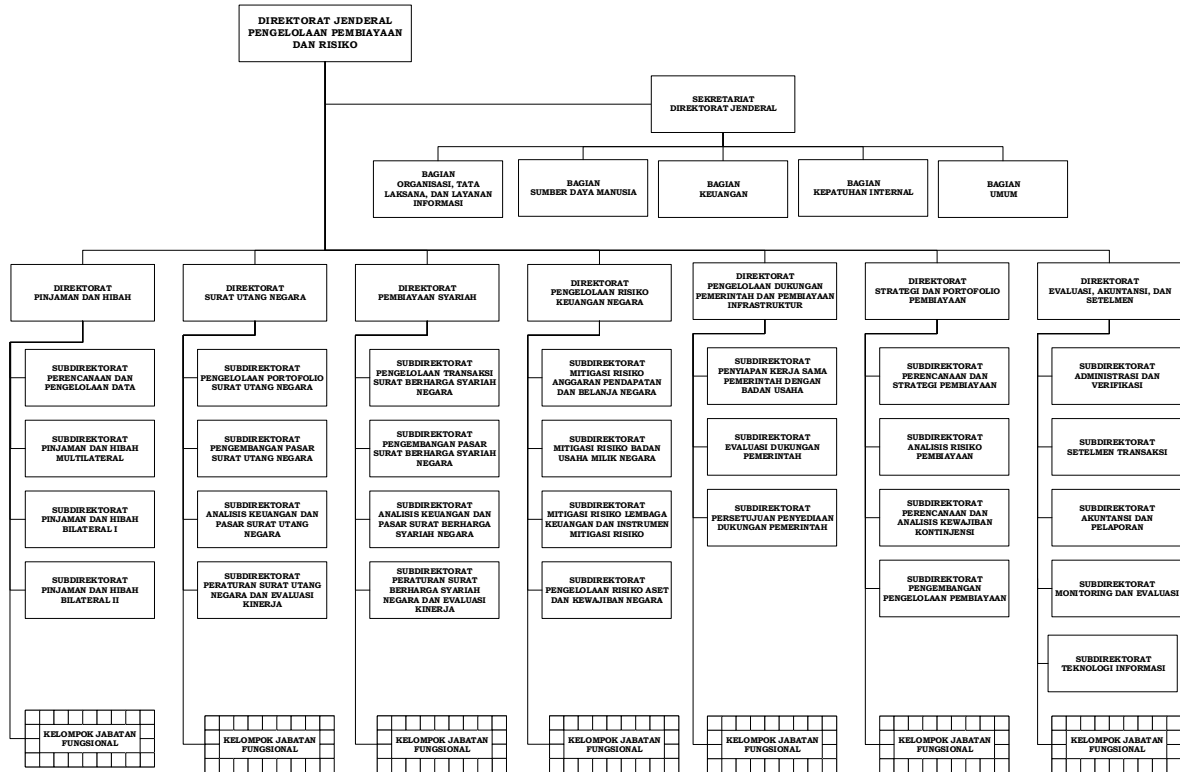 DIREKTORAT JENDERAL
PENGELOLAAN PEMBIAYAAN
DAN RISIKO
SEKRETARIAT
DIREKTORAT JENDERAL
BAGIAN
ORGANISASI, TATA
LAKSANA, DAN LAYANAN
INFORMASI
BAGIAN
SUMBER DAYA MANUSIA
BAGIAN
KEUANGAN
BAGIAN
KEPATUHAN INTERNAL
BAGIAN
UMUM
DIREKTORAT
PINJAMAN DAN HIBAH
DIREKTORAT
SURAT UTANG NEGARA
DIREKTORAT
PEMBIAYAAN SYARIAH
DIREKTORAT
PENGELOLAAN RISIKO
KEUANGAN NEGARA
DIREKTORAT
PENGELOLAAN DUKUNGAN
PEMERINTAH DAN PEMBIAYAAN
INFRASTRUKTUR
DIREKTORAT
STRATEGI DAN PORTOFOLIO
PEMBIAYAAN
DIREKTORAT
EVALUASI, AKUNTANSI, DAN
SETELMEN
SUBDIREKTORAT
PERENCANAAN DAN
PENGELOLAAN DATA
SUBDIREKTORAT
PENGELOLAAN PORTOFOLIO
SURAT UTANG NEGARA
SUBDIREKTORAT
PENGELOLAAN TRANSAKSI
SURAT BERHARGA SYARIAH
NEGARA
SUBDIREKTORAT
MITIGASI RISIKO
ANGGARAN PENDAPATAN
DAN BELANJA NEGARA
SUBDIREKTORAT
PENYIAPAN KERJA SAMA
PEMERINTAH DENGAN
BADAN USAHA
SUBDIREKTORAT
PERENCANAAN DAN
STRATEGI PEMBIAYAAN
SUBDIREKTORAT
ADMINISTRASI DAN
VERIFIKASI
SUBDIREKTORAT
PINJAMAN DAN HIBAH
MULTILATERAL
SUBDIREKTORAT
PENGEMBANGAN PASAR
SURAT UTANG NEGARA
SUBDIREKTORAT
PENGEMBANGAN PASAR
SURAT BERHARGA SYARIAH
NEGARA
SUBDIREKTORAT
MITIGASI RISIKO BADAN
USAHA MILIK NEGARA
SUBDIREKTORAT
EVALUASI DUKUNGAN
PEMERINTAH
SUBDIREKTORAT
ANALISIS RISIKO
PEMBIAYAAN
SUBDIREKTORAT
SETELMEN TRANSAKSI
SUBDIREKTORAT
PINJAMAN DAN HIBAH
BILATERAL I
SUBDIREKTORAT
ANALISIS KEUANGAN DAN
PASAR SURAT UTANG
NEGARA
SUBDIREKTORAT
ANALISIS KEUANGAN DAN
PASAR SURAT BERHARGA
SYARIAH NEGARA
SUBDIREKTORAT
MITIGASI RISIKO LEMBAGA
KEUANGAN DAN INSTRUMEN
MITIGASI RISIKO
SUBDIREKTORAT
PERSETUJUAN PENYEDIAAN
DUKUNGAN PEMERINTAH
SUBDIREKTORAT
PERENCANAAN DAN
ANALISIS KEWAJIBAN
KONTINJENSI
SUBDIREKTORAT
AKUNTANSI DAN
PELAPORAN
SUBDIREKTORAT
PINJAMAN DAN HIBAH
BILATERAL II
SUBDIREKTORAT
PERATURAN SURAT UTANG
NEGARA DAN EVALUASI
KINERJA
SUBDIREKTORAT
PERATURAN SURAT
BERHARGA SYARIAH
NEGARA DAN EVALUASI
KINERJA
SUBDIREKTORAT
PENGELOLAAN RISIKO ASET
DAN KEWAJIBAN NEGARA
SUBDIREKTORAT
PENGEMBANGAN
PENGELOLAAN PEMBIAYAAN
SUBDIREKTORAT
MONITORING DAN EVALUASI
SUBDIREKTORAT
TEKNOLOGI INFORMASI
KELOMPOK JABATAN
FUNGSIONAL
KELOMPOK JABATAN
FUNGSIONAL
KELOMPOK JABATAN
FUNGSIONAL
KELOMPOK JABATAN
FUNGSIONAL
KELOMPOK JABATAN
FUNGSIONAL
KELOMPOK JABATAN
FUNGSIONAL
KELOMPOK JABATAN
FUNGSIONAL